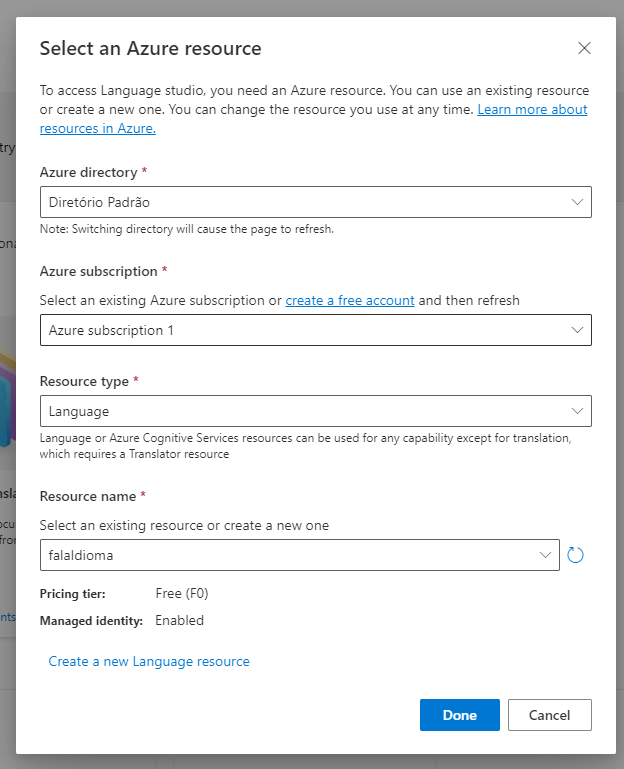 Select an Azure resource
To access Language studio, you need an Azure resource. You can use an existing resource
or create a new one. You can change the resource you use at any time. Learn more about
resources in Azure.
Azure directory *
Diretório Padrão
Note: Switching directory will cause the page to refresh.
Azure subscription *
Select an existing Azure subscription or create a free account and then refresh
Azure subscription 1
Resource type *
Language
Language or Azure Cognitive Services resources can be used for any capability except for translation,
which requires a Translator resource
Resource name *
Select an existing resource or create a new one
falaIdioma
Pricing tier: Free (F0)
Managed identity: Enabled
Create a new Language resource
Done Cancel